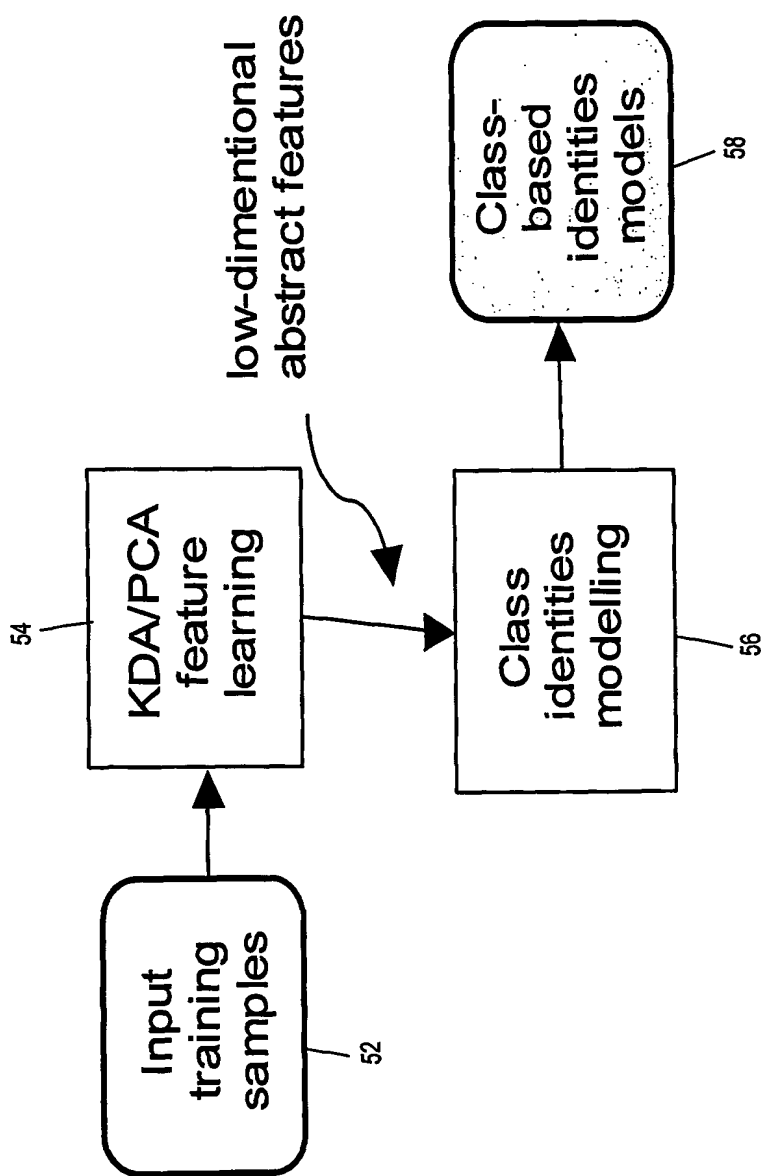 Input
training
samples
52
54
KDA/PCA
feature
learning
low-dimentional
abstract features
Class
identities
modelling
56
Class-
based
identities
models
58